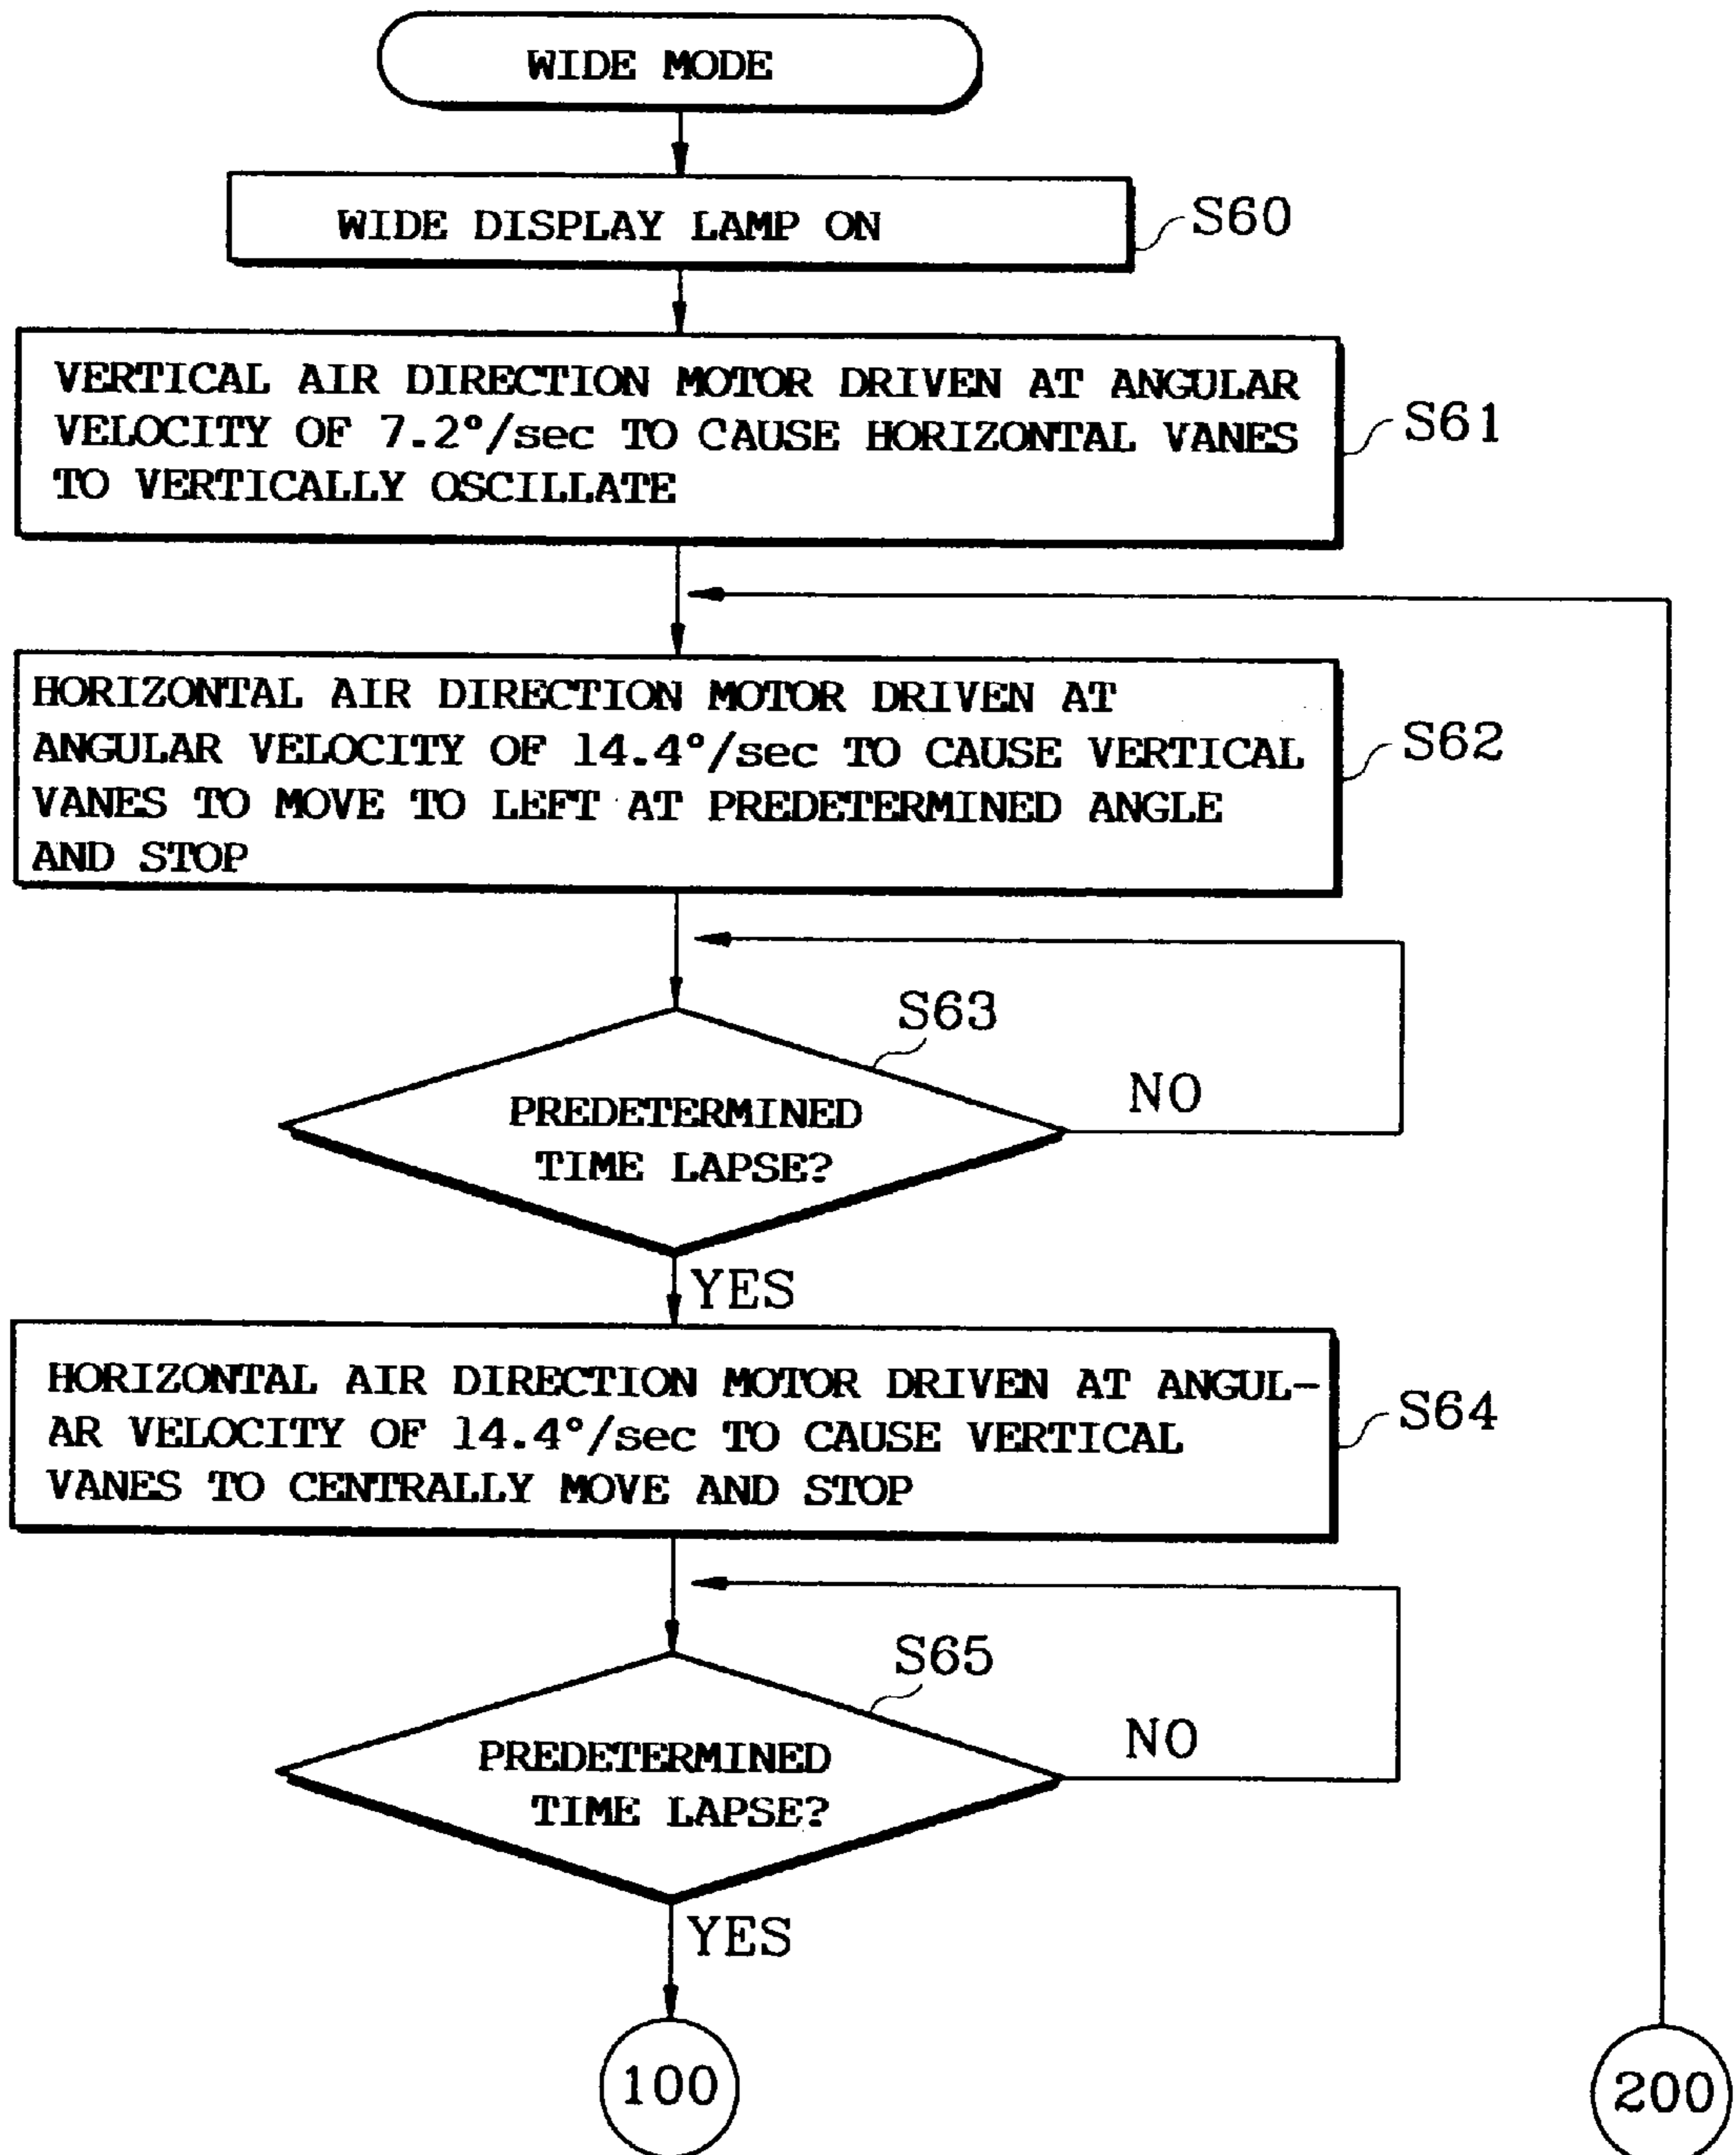 WIDE MODE
WIDE DISPLAY LAMP ON
S60
VERTICAL AIR DIRECTION MOTOR DRIVEN AT ANGULAR
VELOCITY OF 7.2°/sec TO CAUSE HORIZONTAL VANES
TO VERTICALLY OSCILLATE
S61
HORIZONTAL AIR DIRECTION MOTOR DRIVEN AT
ANGULAR VELOCITY OF 14.4°/sec TO CAUSE VERTICAL
VANES TO MOVE TO LEFT AT PREDETERMINED ANGLE
AND STOP
S62
S63
PREDETERMINED
TIME LAPSE?
NO
YES
HORIZONTAL AIR DIRECTION MOTOR DRIVEN AT ANGUL-
AR VELOCITY OF 14.4°/sec TO CAUSE VERTICAL
VANES TO CENTRALLY MOVE AND STOP
S64
S65
PREDETERMINED
TIME LAPSE?
NO
YES
100
200